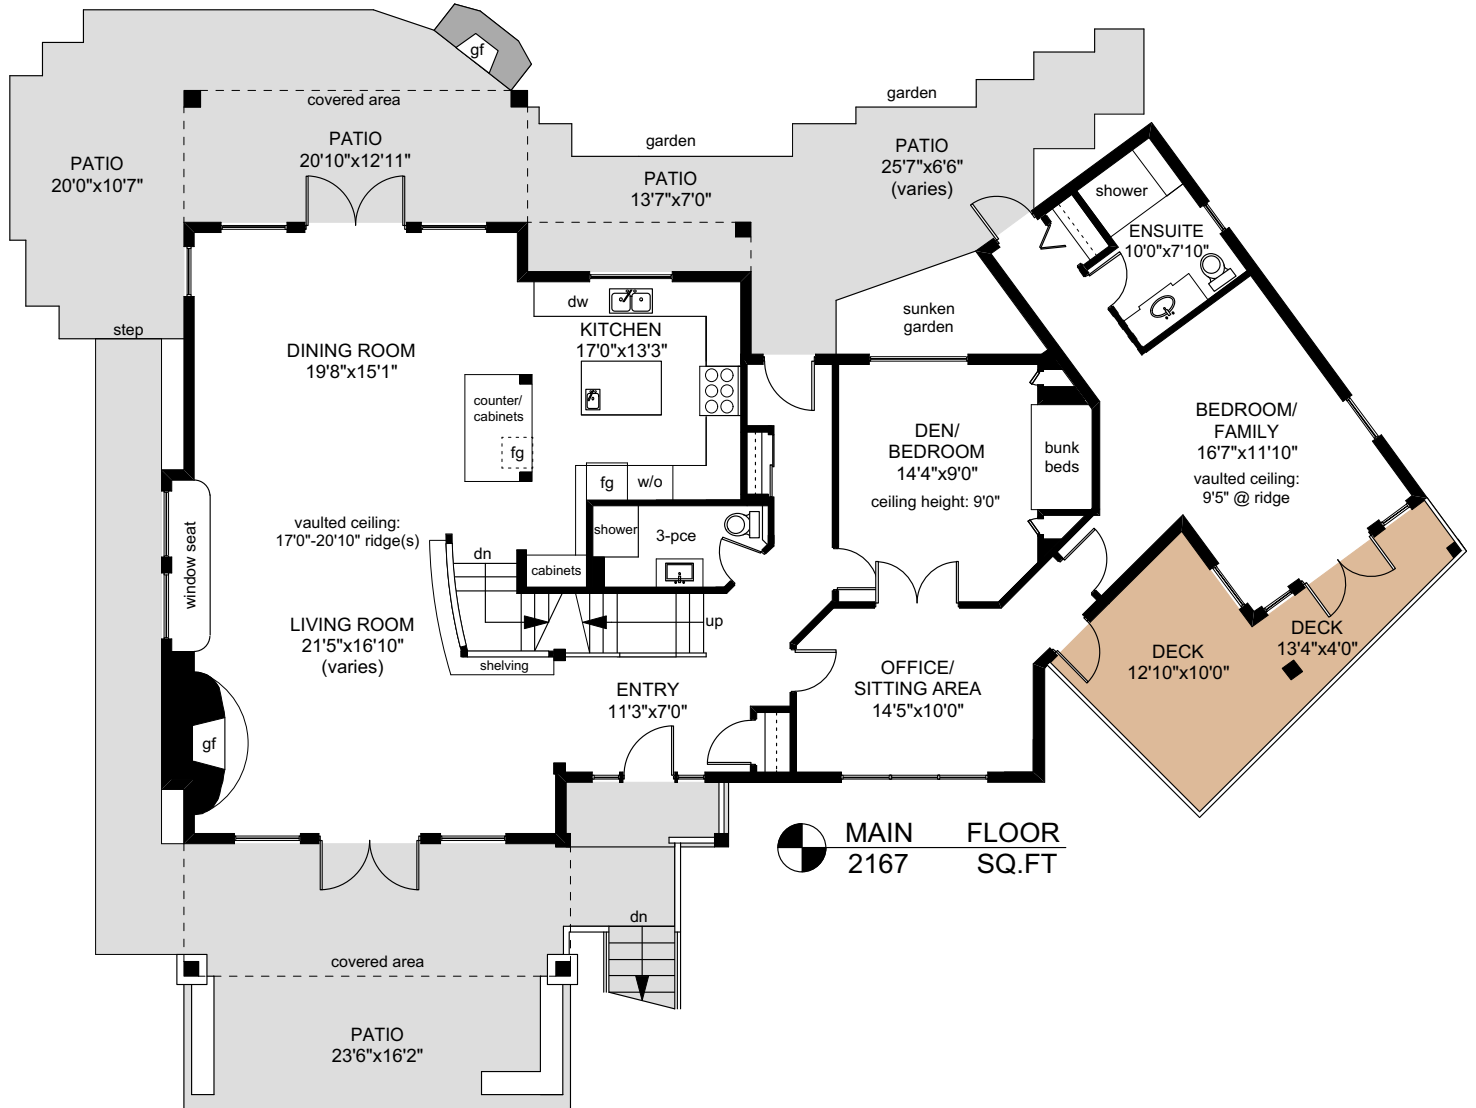 gf
garden
covered area
garden
PATIO
20'10"x12'11"
PATIO
25'7"x6'6"
(varies)
PATIO
20'0"x10'7"
PATIO
13'7"x7'0"
shower
ENSUITE
10'0"x7'10"
dw
sunken
garden
step
KITCHEN
17'0"x13'3"
DINING ROOM
19'8"x15'1"
counter/
cabinets
fg
BEDROOM/
FAMILY
16'7"x11'10"
vaulted ceiling:
9'5" @ ridge
DEN/
BEDROOM
14'4"x9'0"
ceiling height: 9'0"
bunk
beds
fg
w/o
vaulted ceiling:
17'0"-20'10" ridge(s)
shower
3-pce
window seat
dn
cabinets
up
LIVING ROOM
21'5"x16'10"
(varies)
shelving
DECK
13'4"x4'0"
DECK
12'10"x10'0"
OFFICE/
SITTING AREA
14'5"x10'0"
ENTRY
11'3"x7'0"
gf
MAIN FLOOR
2167 SQ.FT
dn
covered area
PATIO
23'6"x16'2"